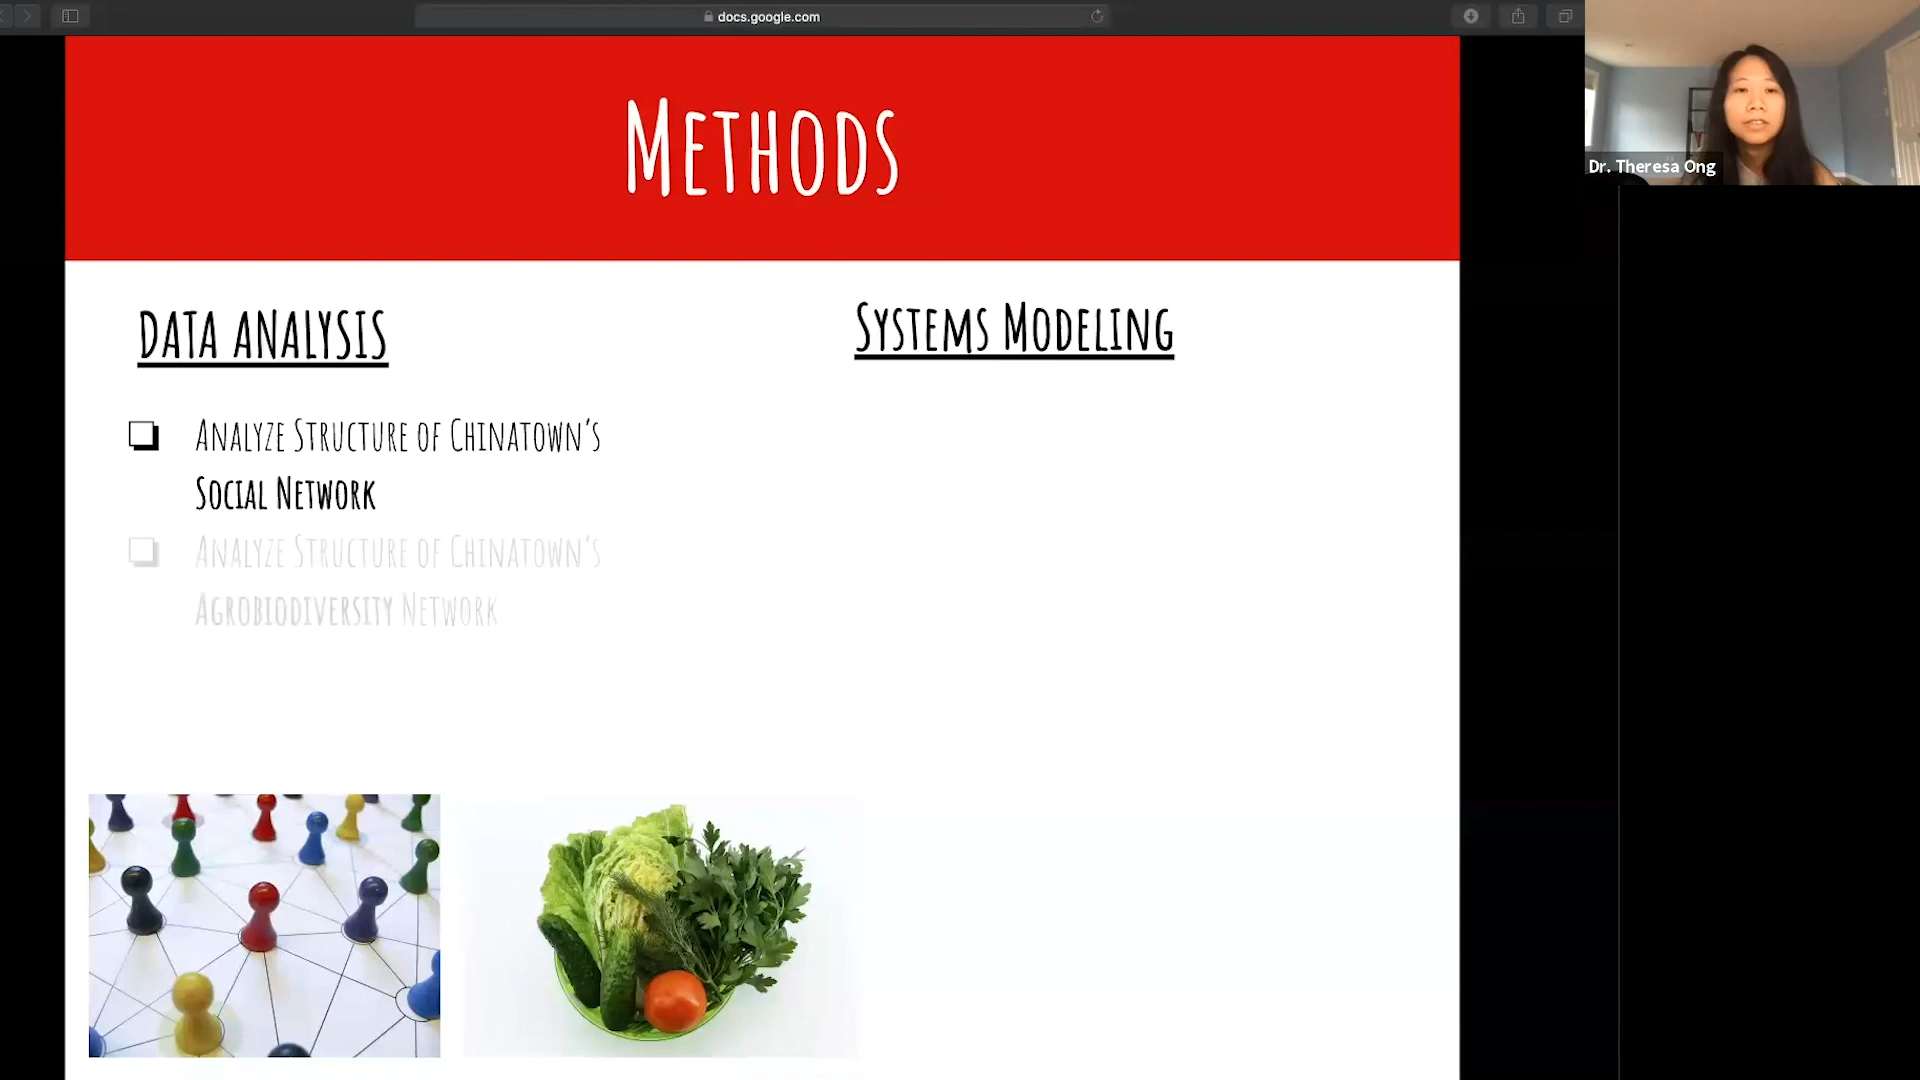 docs.google.com
METHODS
Dr. Theresa Ong
DATA ANALYSIS
SYSTEMS MODELING
ANALYZE STRUCTURE OF CHINATOWN'S
SOCIAL NETWORK
ANALYZE STRUCTURE OF CHINATOWN'S
AGROBIODIVERSITY NETWORK